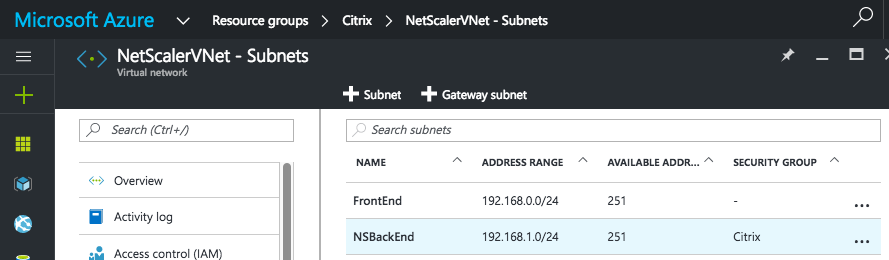 Microsoft Azure Resource groups > Citrix > NetScalerVNet - Subnets
NetScalerVNet - Subnets
Virtual network
+ Subnet + Gateway subnet
Search (Ctrl+/)
Search subnets
NAME ADDRESS RANGE AVAILABLE ADDR... SECURITY GROUP
Overview
FrontEnd 192.168.0.0/24 251 - ...
Activity log
NSBackEnd 192.168.1.0/24 251 Citrix ...
Access control (IAM)